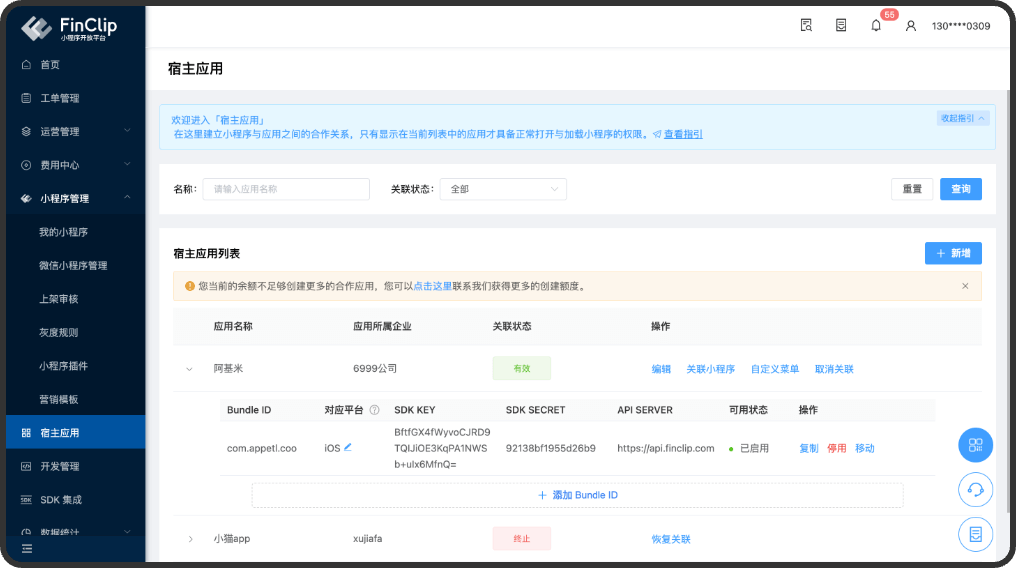 FinClip
小程序开放平台
55
130****0309
首页
工单管理
运营管理
费用中心
小程序管理
我的小程序
微信小程序管理
上架审核
灰度规则
小程序插件
营销模板
宿主应用
开发管理
SDK 集成
数据统计
宿主应用
欢迎进入「宿主应用」
收起指引
在这里建立小程序与应用之间的合作关系，只有显示在当前列表中的应用才具备正常打开与加载小程序的权限。 查看指引
名称： 请输入应用名称 关联状态： 全部 重置 查询
宿主应用列表 + 新增
您当前的余额不足够创建更多的合作应用，您可以点击这里联系我们获得更多的创建额度。
应用名称 应用所属企业 关联状态 操作
阿基米 6999公司 有效 编辑 关联小程序 自定义菜单 取消关联
Bundle ID 对应平台 SDK KEY SDK SECRET API SERVER 可用状态 操作
com.appetl.coo iOS BftfGX4fWyvoCJRD9
TQIJiOE3KqPA1NWS
b+uIx6MfnQ= 92138bf1955d26b9 https://api.finclip.com 已启用 复制 停用 移动
+ 添加 Bundle ID
小猫app xujiafa 终止 恢复关联